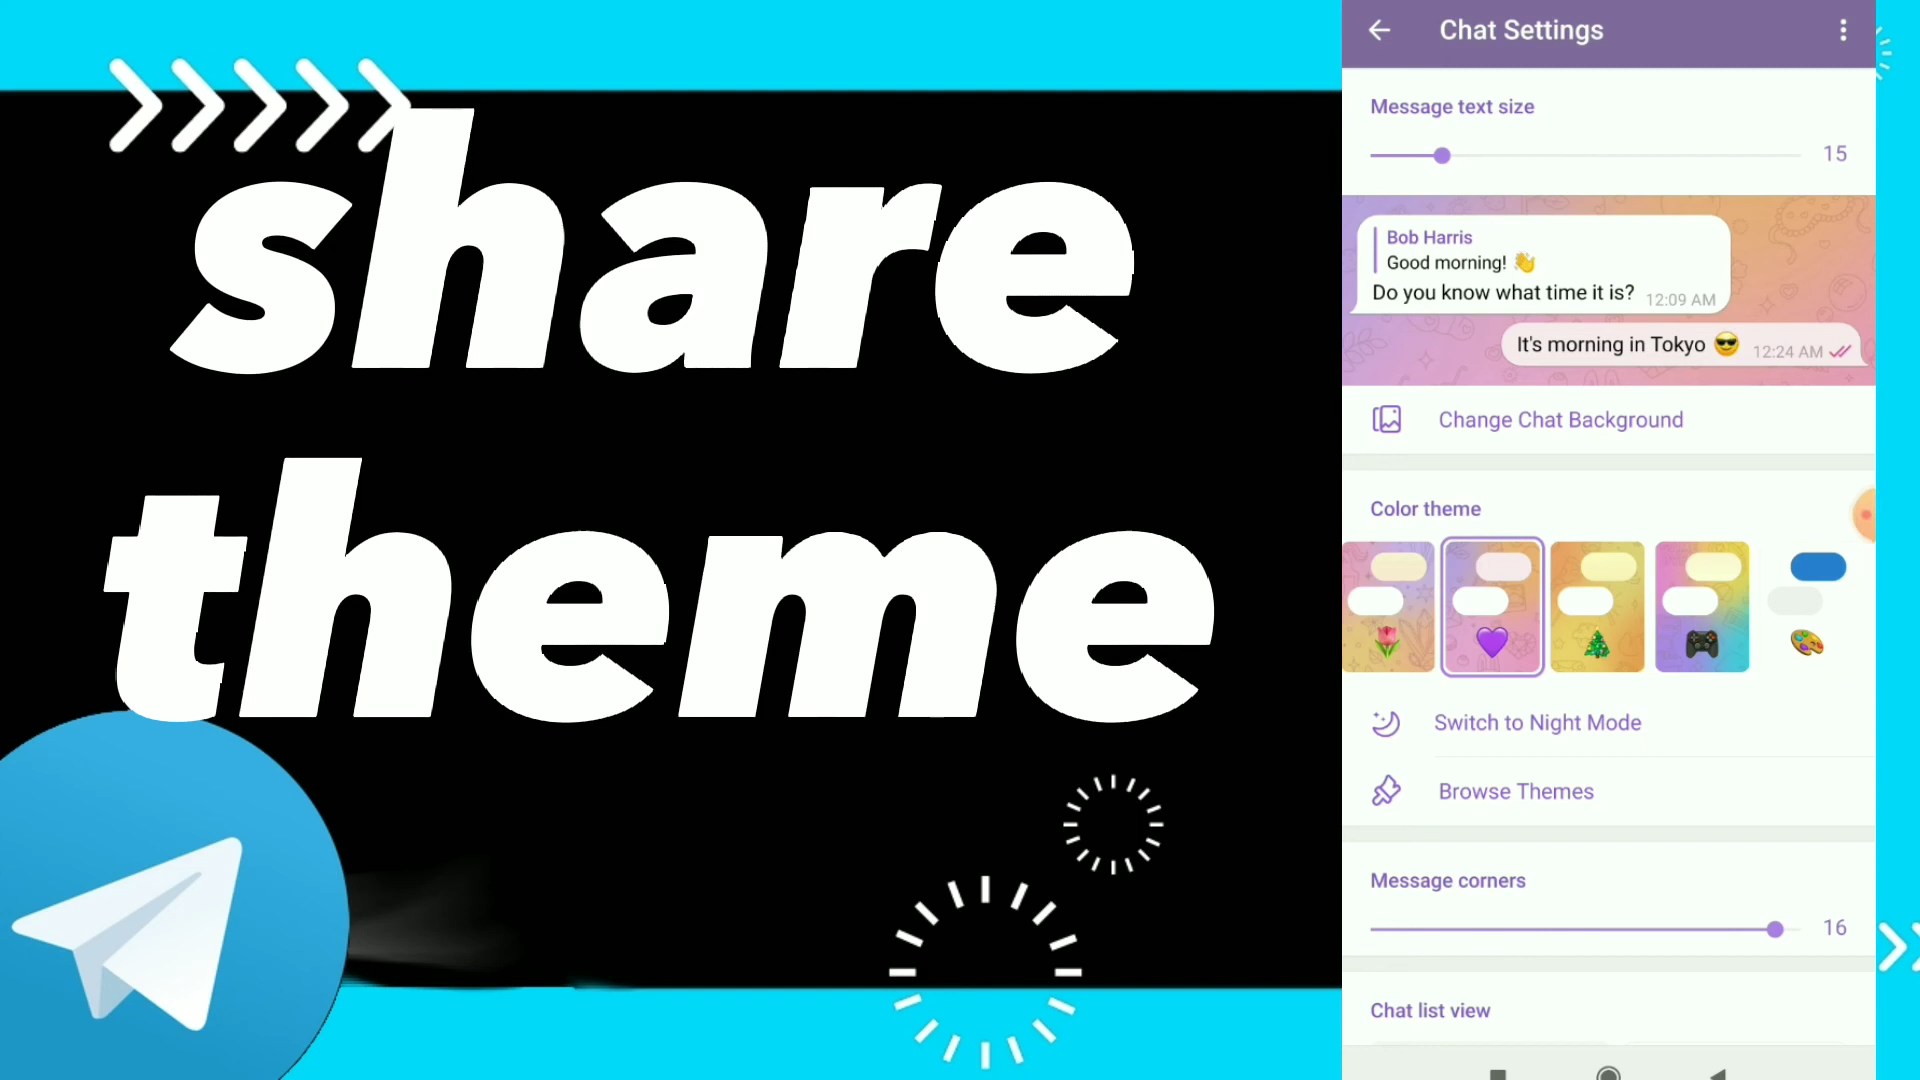 share
theme
Chat Settings
Message text size
15
Bob Harris
Good morning! 👋
Do you know what time it is? 12:09 AM
It's morning in Tokyo 😎 12:24 AM
Change Chat Background
Color theme
Switch to Night Mode
Browse Themes
Message corners
16
Chat list view